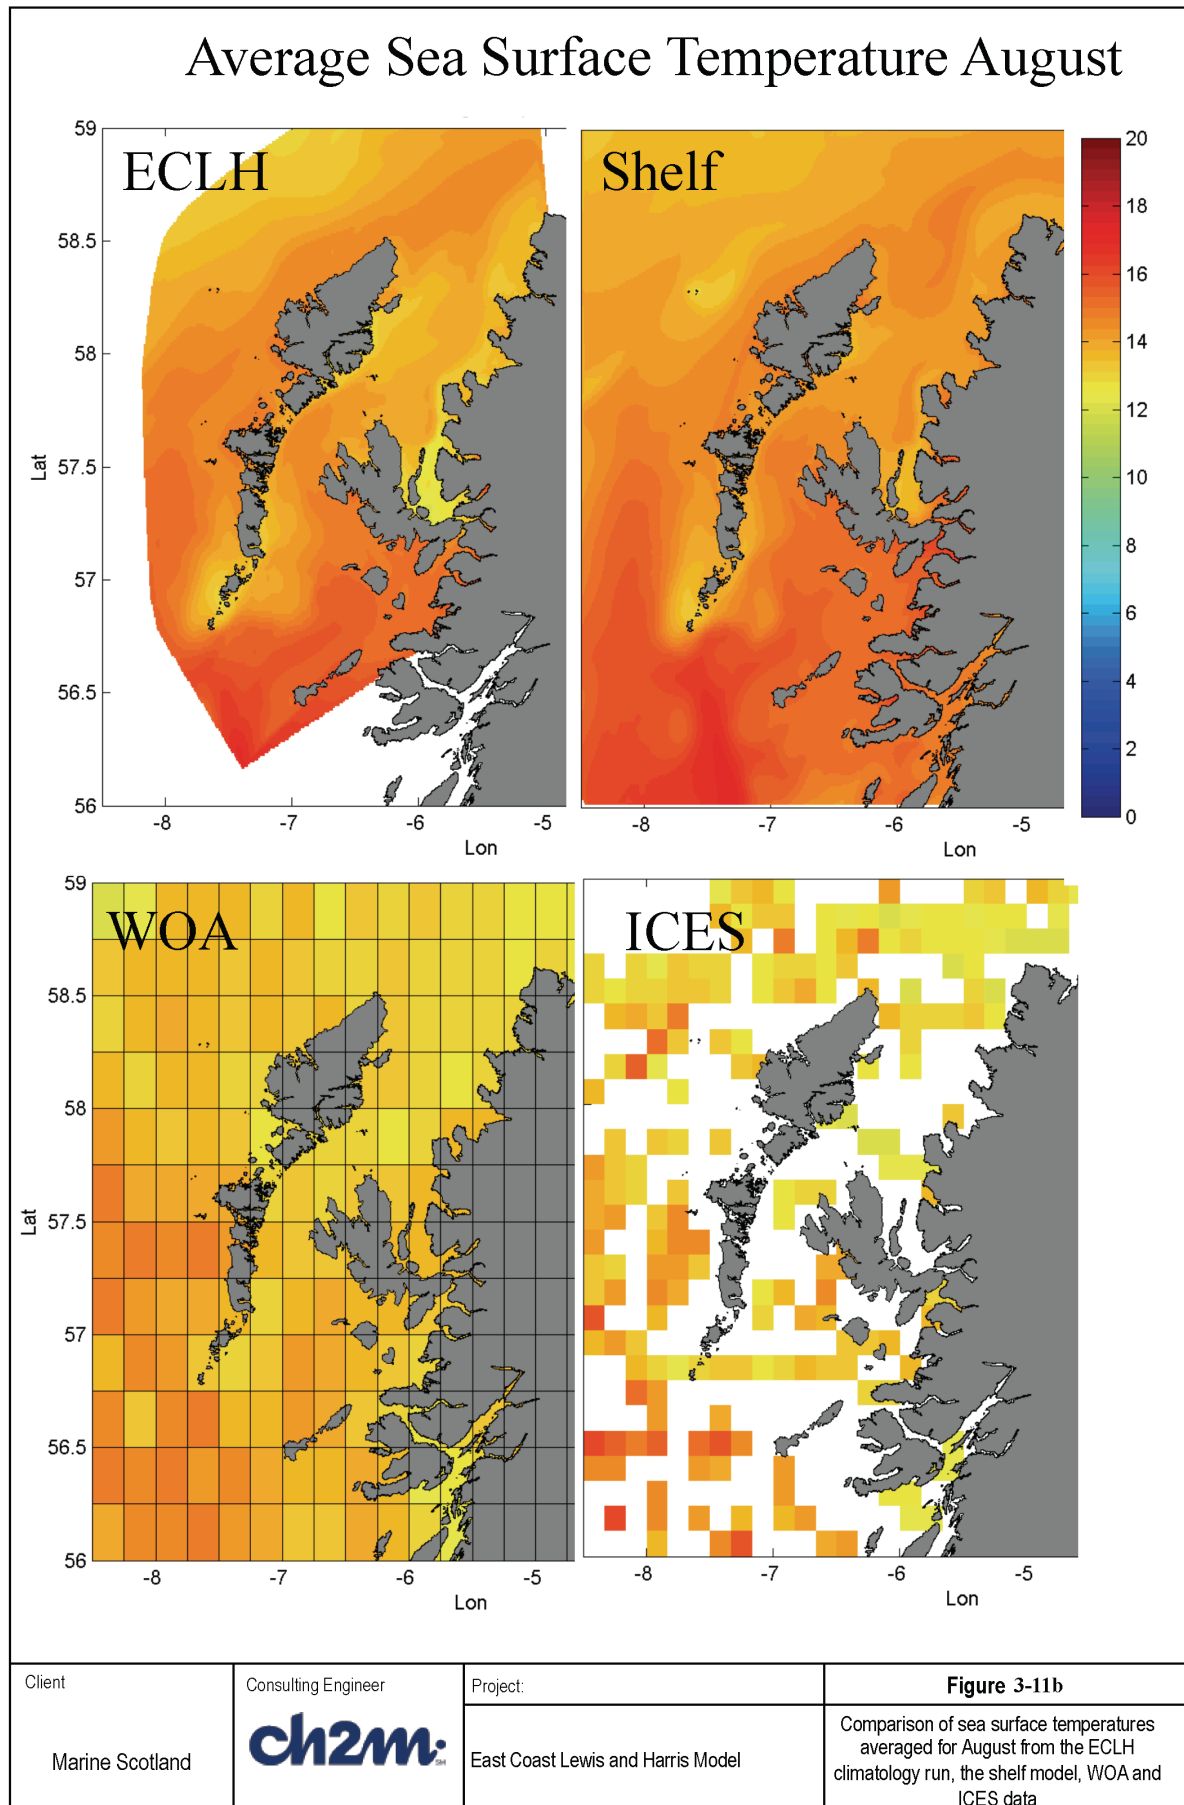 Average Sea Surface Temperature August
ECLH
Shelf
59
58.5
58
57.5
57
56.5
56
Lat
-8
-7
-6
-5
Lon
-8
-7
-6
-5
Lon
20
18
16
14
12
10
8
6
4
2
0
WOA
ICES
59
58.5
58
57.5
57
56.5
56
Lat
-8
-7
-6
-5
Lon
-8
-7
-6
-5
Lon
Client
Marine Scotland
Consulting Engineer
ch2m:
SM
Project:
East Coast Lewis and Harris Model
Figure 3-11b
Comparison of sea surface temperatures
averaged for August from the ECLH
climatology run, the shelf model, WOA and
ICES data